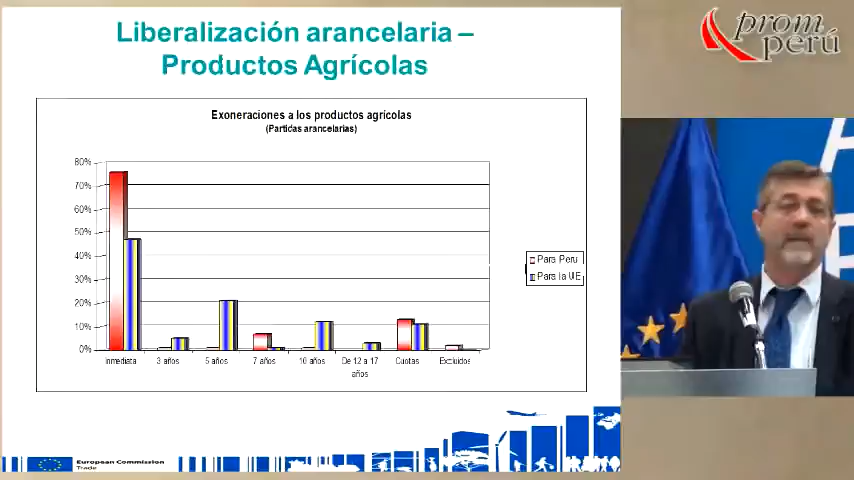 Liberalización arancelaria –
Productos Agrícolas
prom
perú
Exoneraciones a los productos agrícolas
(Partidas arancelarias)
80%
70%
60%
50%
40%
30%
20%
10%
0%
Inmediata
3 años
5 años
7 años
10 años
De 12 a 17
años
Cuotas
Excluidos
Para Peru
Para la UE
European Commission
Trade